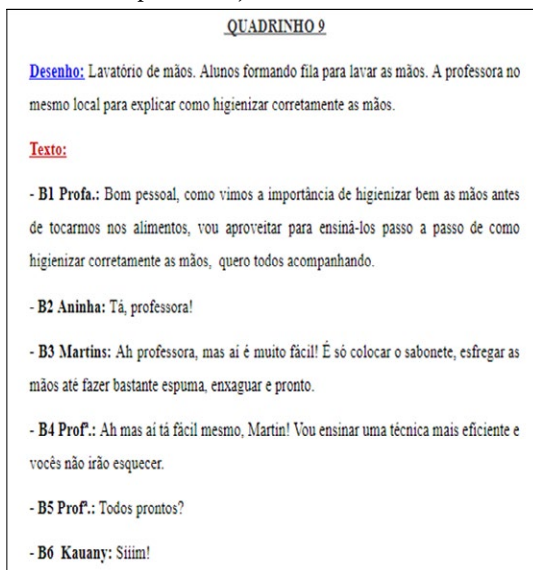 QUADRINHO 9
Desenho: Lavatório de mãos. Alunos formando fila para lavar as mãos. A professora no
mesmo local para explicar como higienizar corretamente as mãos.
Texto:
- B1 Profa.: Bom pessoal, como vimos a importância de higienizar bem as mãos antes
de tocarmos nos alimentos, vou aproveitar para ensiná-los passo a passo de como
higienizar corretamente as mãos, quero todos acompanhando.
- B2 Aninha: Tá, professora!
- B3 Martins: Ah professora, mas aí é muito fácil! É só colocar o sabonete, esfregar as
mãos até fazer bastante espuma, enxaguar e pronto.
- B4 Profª.: Ah mas aí tá fácil mesmo, Martin! Vou ensinar uma técnica mais eficiente e
vocês não irão esquecer.
- B5 Profª.: Todos prontos?
- B6 Kauany: Siiim!